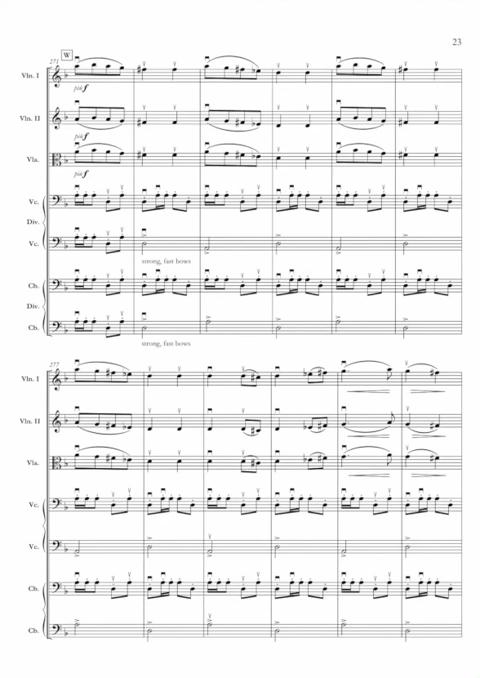 23
271
W
Vln. I
più f
Vln. II
più f
Vla.
più f
Vc.
Div.
Vc.
strong, fast bows
Cb.
Div.
Cb.
strong, fast bows
277
Vln. I
Vln. II
Vla.
Vc.
Vc.
Cb.
Cb.